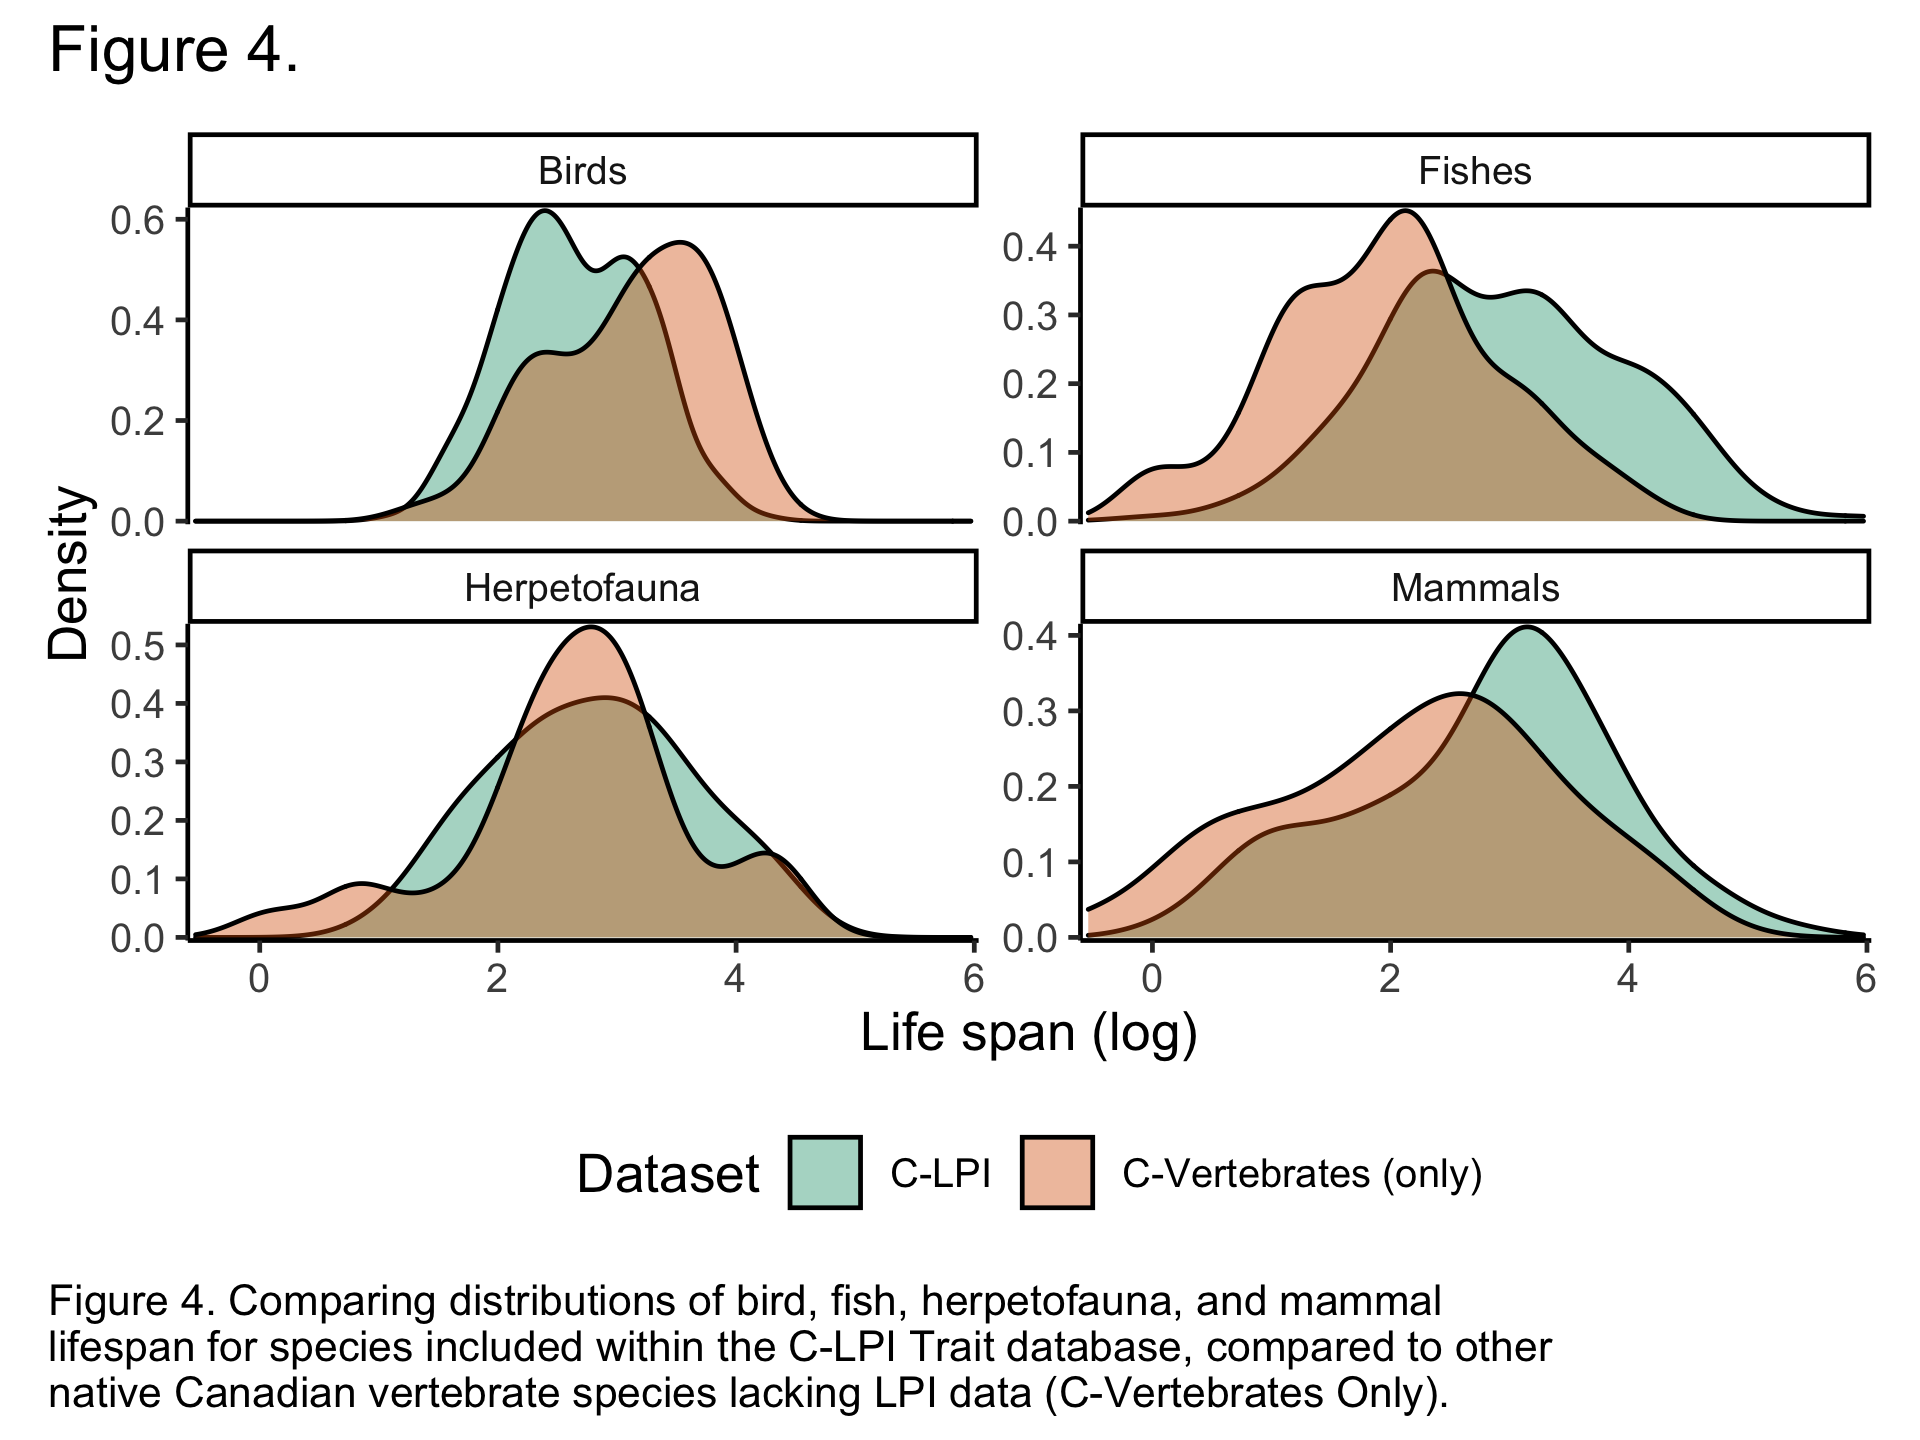 Figure 4.
Birds
Fishes
0.6
0.4
0.2
0.0
0.4
0.3
0.2
0.1
0.0
Density
Herpetofauna
Mammals
0.5
0.4
0.3
0.2
0.1
0.0
0.4
0.3
0.2
0.1
0.0
0 2 4 6
0 2 4 6
Life span (log)
Dataset C-LPI C-Vertebrates (only)
Figure 4. Comparing distributions of bird, fish, herpetofauna, and mammal
lifespan for species included within the C-LPI Trait database, compared to other
native Canadian vertebrate species lacking LPI data (C-Vertebrates Only).